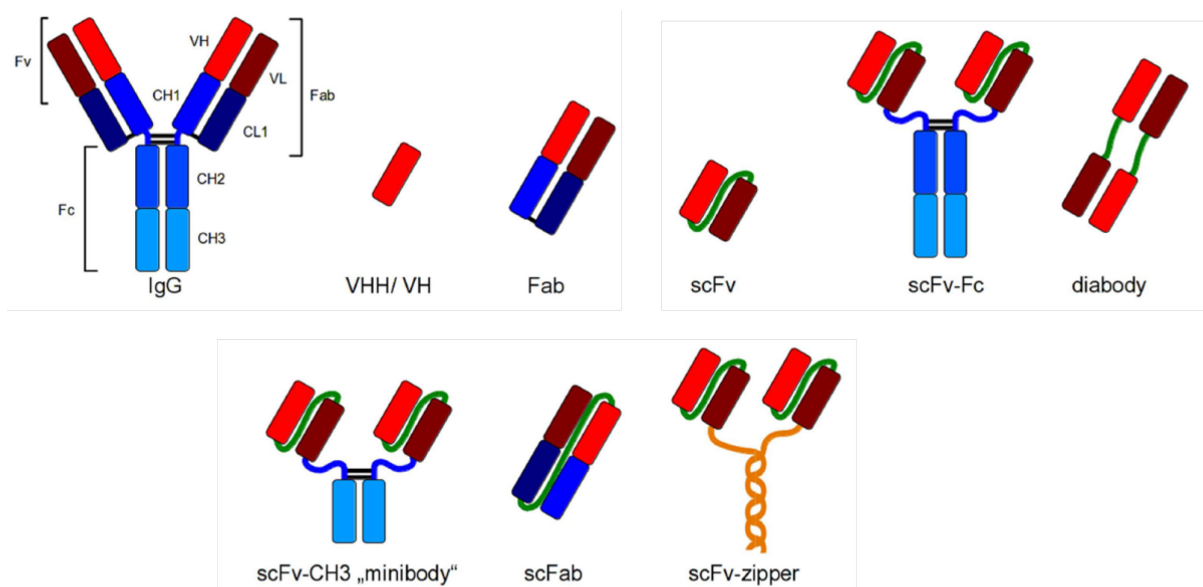 Fv
VH
CH1
VL
Fab
CL1
Fc
CH2
CH3
IgG
VHH/ VH
Fab
scFv
scFv-Fc
diabody
scFv-CH3 „minibody“
scFab
scFv-zipper